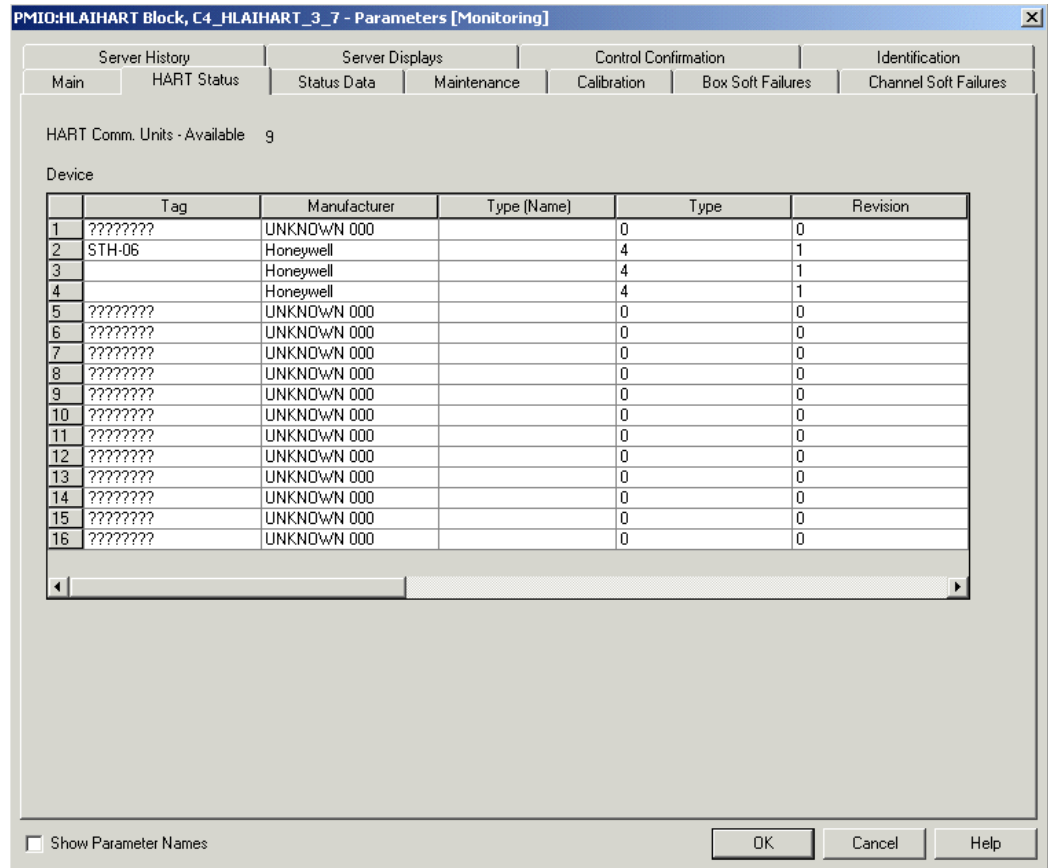 PMIO:HLAIHART Block, C4_HLAIHART_3_7 - Parameters [Monitoring]
Server History Server Displays Control Confirmation Identification
Main HART Status Status Data Maintenance Calibration Box Soft Failures Channel Soft Failures
HART Comm. Units - Available 9
Device
Tag Manufacturer Type (Name) Type Revision
1 ???????? UNKNOWN 000 0 0
2 STH-06 Honeywell 4 1
3 Honeywell 4 1
4 Honeywell 4 1
5 ???????? UNKNOWN 000 0 0
6 ???????? UNKNOWN 000 0 0
7 ???????? UNKNOWN 000 0 0
8 ???????? UNKNOWN 000 0 0
9 ???????? UNKNOWN 000 0 0
10 ???????? UNKNOWN 000 0 0
11 ???????? UNKNOWN 000 0 0
12 ???????? UNKNOWN 000 0 0
13 ???????? UNKNOWN 000 0 0
14 ???????? UNKNOWN 000 0 0
15 ???????? UNKNOWN 000 0 0
16 ???????? UNKNOWN 000 0 0
Show Parameter Names OK Cancel Help